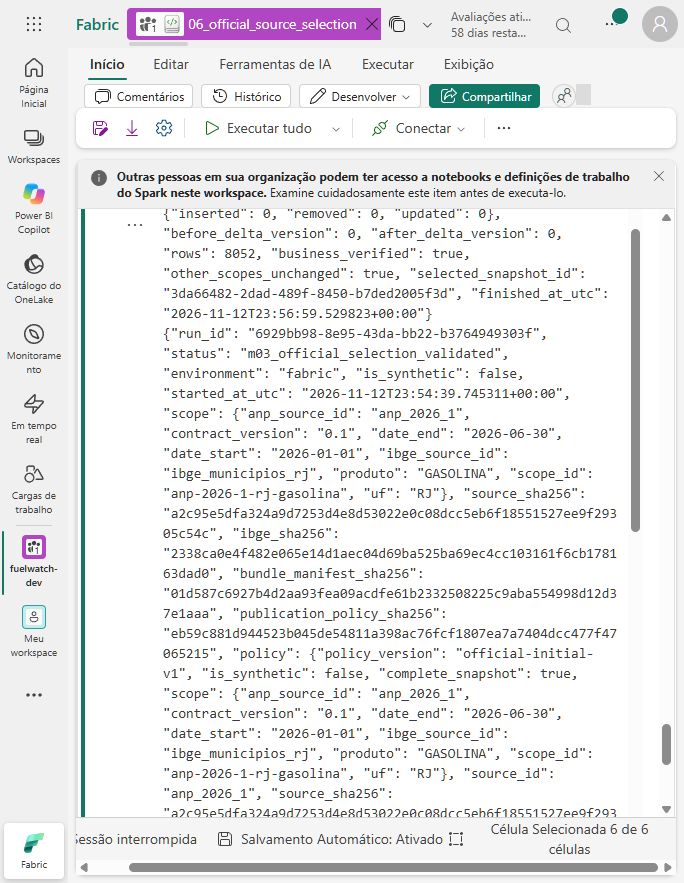 Fabric
1
06_official_source_selection
Avaliações ati...
58 dias resta...
...
A
Página
Inicial
Workspaces
Power BI
Copilot
Catálogo do
OneLake
Monitorame
nto
Em tempo
real
Cargas de
trabalho
1
fuelwatch-
dev
Meu
workspace
...
Fabric
Início
Editar
Ferramentas de IA
Executar
Exibição
Comentários
Histórico
Desenvolver
Compartilhar
Executar tudo
Conectar
...
Outras pessoas em sua organização podem ter acesso a notebooks e definições de trabalho
do Spark neste workspace. Examine cuidadosamente este item antes de executa-lo.
...
{"inserted": 0, "removed": 0, "updated": 0},
"before_delta_version": 0, "after_delta_version": 0,
"rows": 8052, "business_verified": true,
"other_scopes_unchanged": true, "selected_snapshot_id":
"3da66482-2dad-489f-8450-b7ded2005f3d", "finished_at_utc":
"2026-11-12T23:56:59.529823+00:00"}
{"run_id": "6929bb98-8e95-43da-bb22-b3764949303f",
"status": "m03_official_selection_validated",
"environment": "fabric", "is_synthetic": false,
"started_at_utc": "2026-11-12T23:54:39.745311+00:00",
"scope": {"anp_source_id": "anp_2026_1",
"contract_version": "0.1", "date_end": "2026-06-30",
"date_start": "2026-01-01", "ibge_source_id":
"ibge_municipios_rj", "produto": "GASOLINA", "scope_id":
"anp-2026-1-rj-gasolina", "uf": "RJ"}, "source_sha256":
"a2c95e5dfa324a9d7253d4e8d53022e0c08dcc5eb6f18551527ee9f293
05c54c", "ibge_sha256":
"2338ca0e4f482e065e14d1aec04d69ba525ba69ec4cc103161f6cb1781
63dad0", "bundle_manifest_sha256":
"01d587c6927b4d2aa93fea09acdfe61b2332508225c9aba554998d12d3
7e1aaa", "publication_policy_sha256":
"eb59c881d944523b045de54811a398ac76fcf1807ea7a7404dcc477f47
065215", "policy": {"policy_version": "official-initial-
v1", "is_synthetic": false, "complete_snapshot": true,
"scope": {"anp_source_id": "anp_2026_1",
"contract_version": "0.1", "date_end": "2026-06-30",
"date_start": "2026-01-01", "ibge_source_id":
"ibge_municipios_rj", "produto": "GASOLINA", "scope_id":
"anp-2026-1-rj-gasolina", "uf": "RJ"}, "source_id":
"anp_2026_1", "source_sha256":
"a2c95e5dfa324a9d7253d4e8d53022e0c08dcc5eb6f18551527ee9f293
Sessão interrompida
Salvamento Automático: Ativado
Célula Selecionada 6 de 6
células